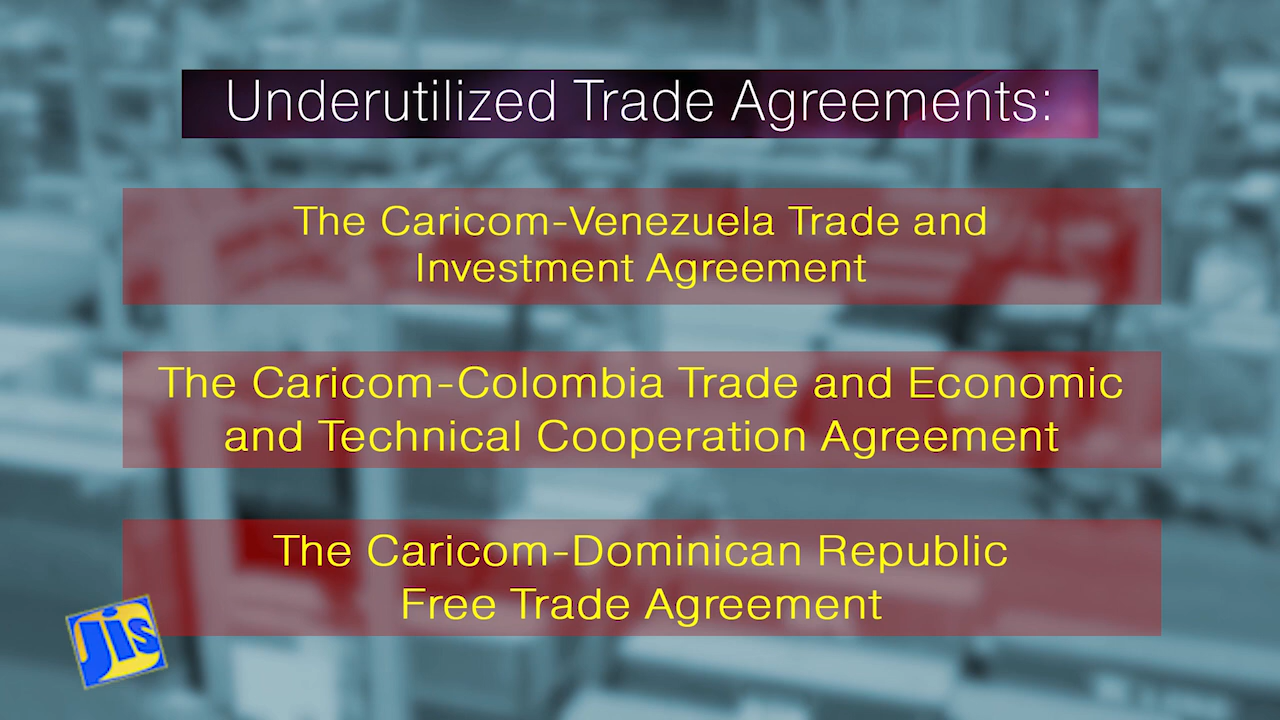 Underutilized Trade Agreements:
The Caricom-Venezuela Trade and
Investment Agreement
The Caricom-Colombia Trade and Economic
and Technical Cooperation Agreement
The Caricom-Dominican Republic
Free Trade Agreement
jis